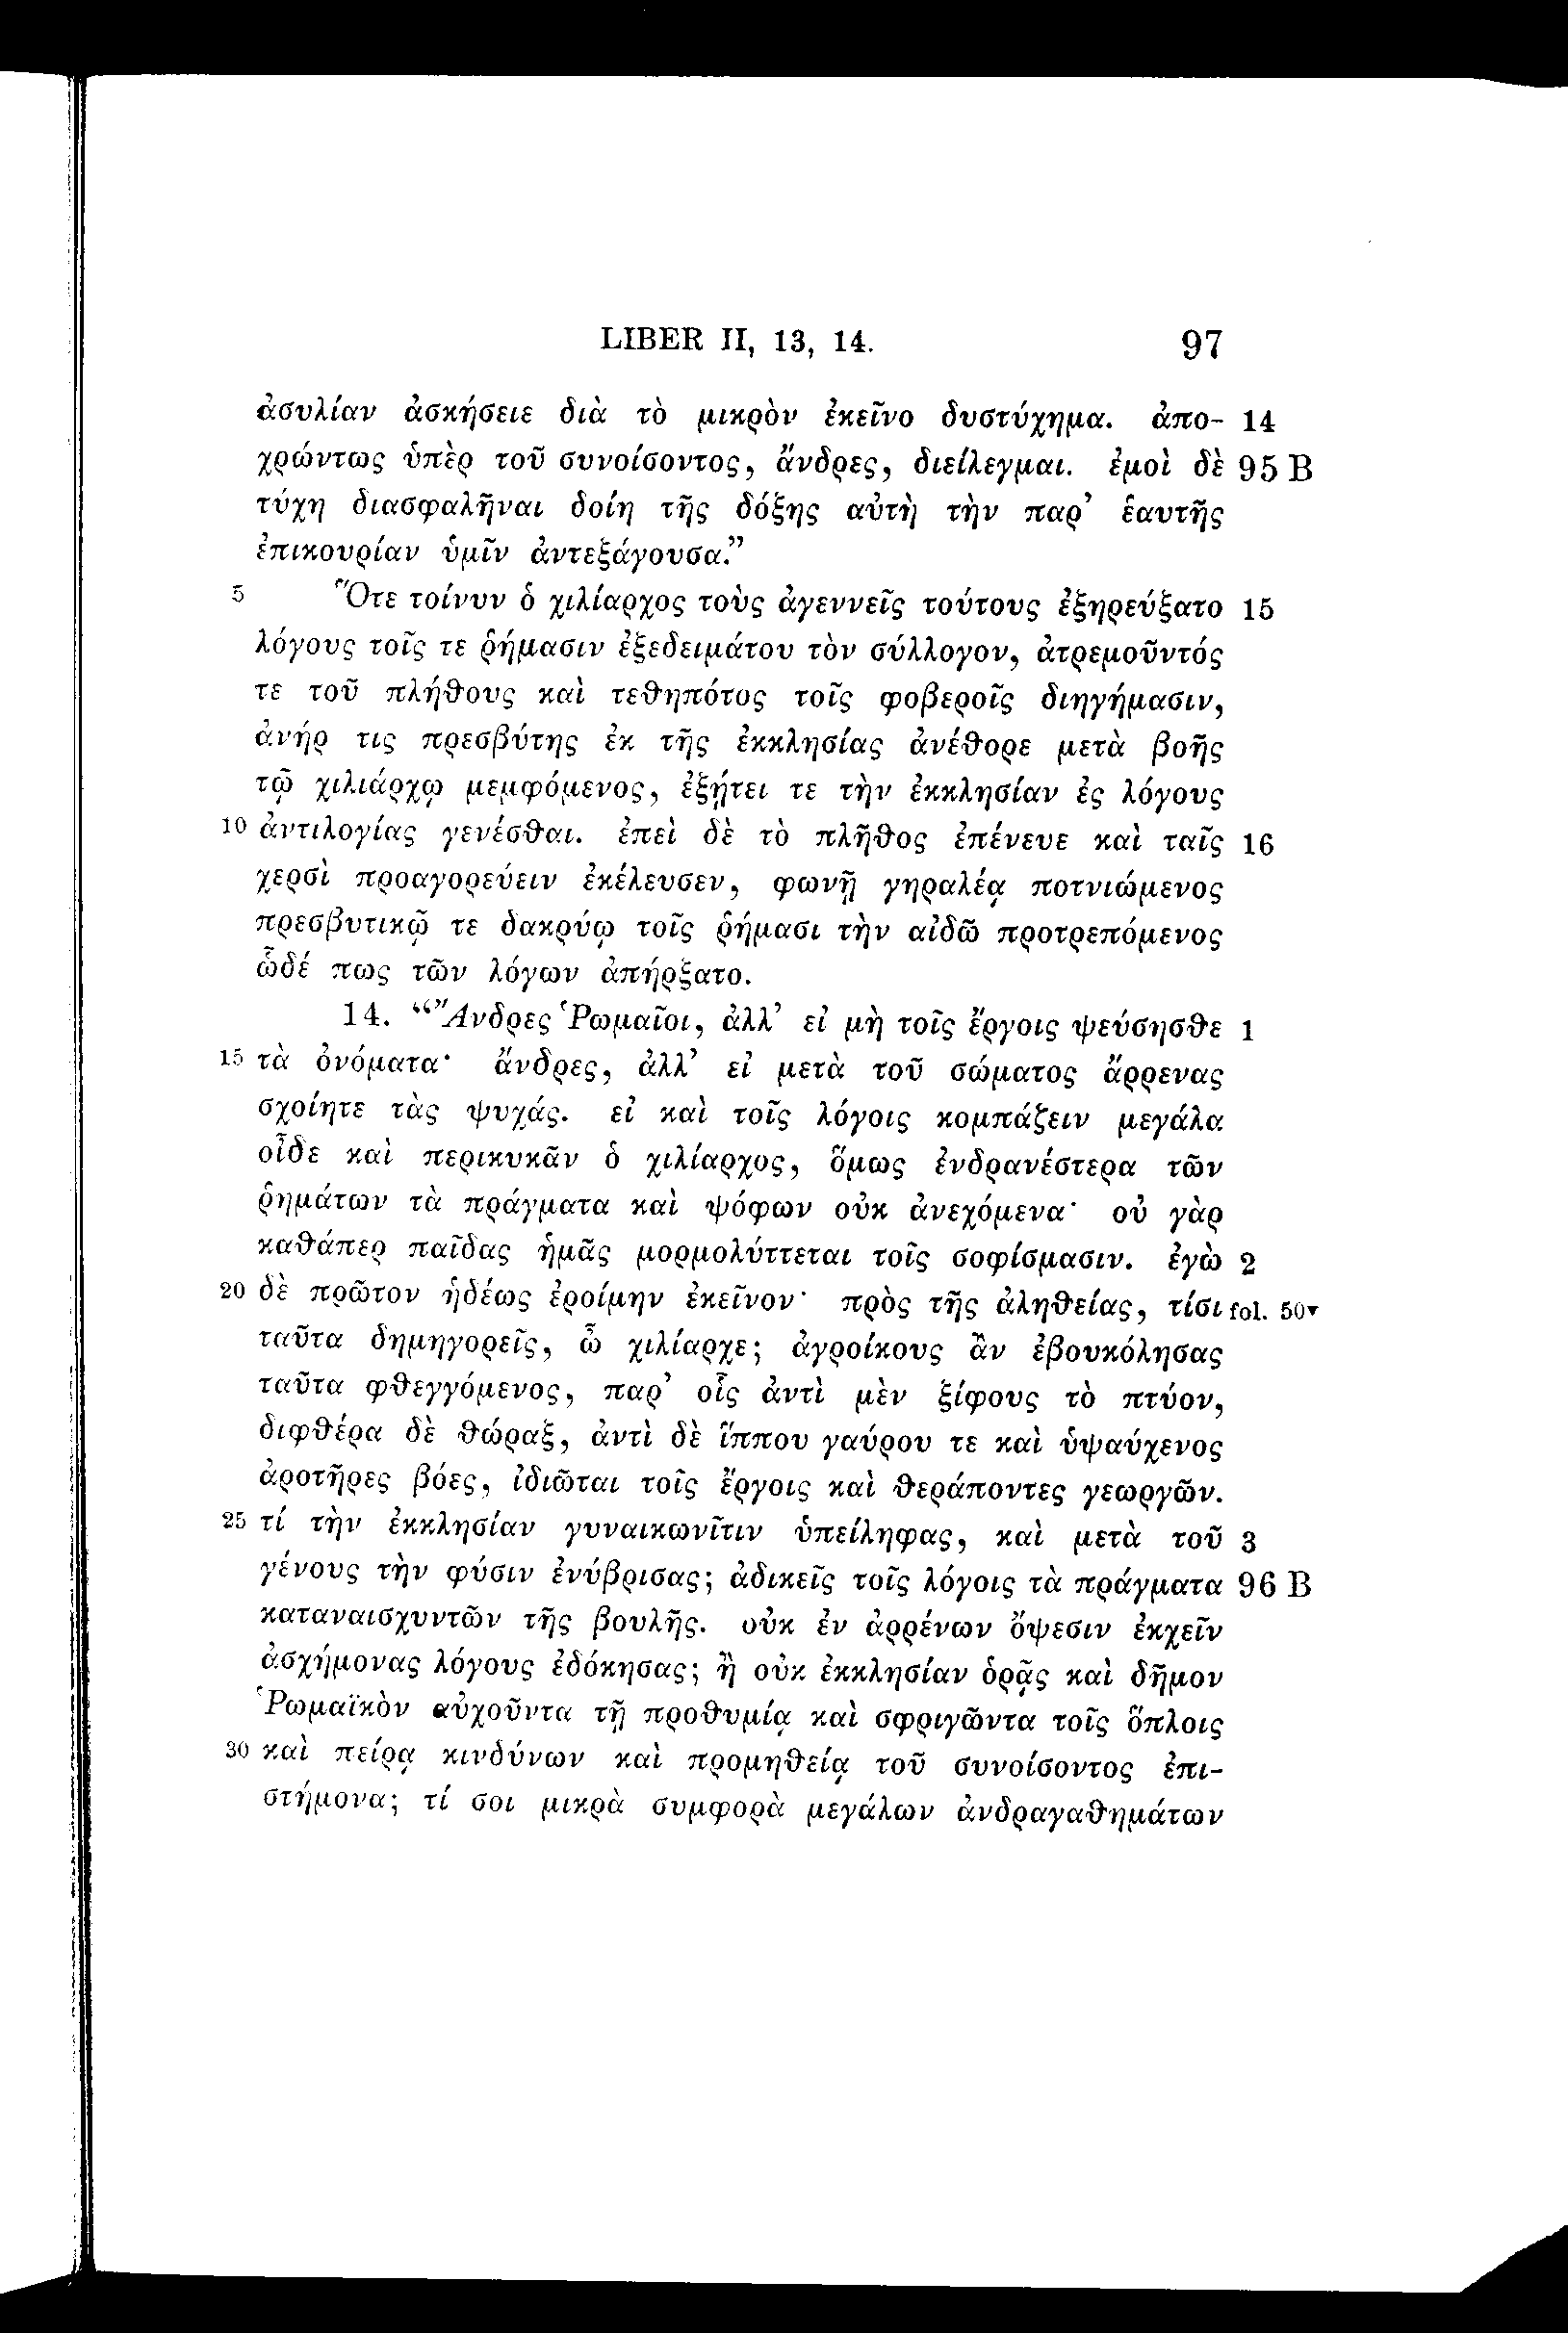 LIBER II, 13, 14. 97
ἀσυλίαν ἀσκήσειε διὰ τὸ μικρὸν ἐκεῖνο δυστύχημα. ἀπο- 14
χρώντως ὑπὲρ τοῦ συνοίσοντος, ἄνδρες, διείλεγμαι. ἐμοὶ δὲ 95 B
τύχη διασφαλῆναι δοίη τῆς δόξης αὐτὴ τὴν παρ’ ἑαυτῆς
ἐπικουρίαν ὑμῖν ἀντεξάγουσα.”
5 Ὅτε τοίνυν ὁ χιλίαρχος τοὺς ἀγεννεῖς τούτους ἐξηρεύξατο 15
λόγους τοῖς τε ῥήμασιν ἐξεδειμάτου τὸν σύλλογον, ἀτρεμοῦντός
τε τοῦ πλήθους καὶ τεθηπότος τοῖς φοβεροῖς διηγήμασιν,
ἀνήρ τις πρεσβύτης ἐκ τῆς ἐκκλησίας ἀνέθορε μετὰ βοῆς
τῷ χιλιάρχῳ μεμφόμενος, ἐξῄτει τε τὴν ἐκκλησίαν ἐς λόγους
10 ἀντιλογίας γενέσθαι. ἐπεὶ δὲ τὸ πλῆθος ἐπένευε καὶ ταῖς 16
χερσὶ προαγορεύειν ἐκέλευσεν, φωνῇ γηραλέᾳ ποτνιώμενος
πρεσβυτικῷ τε δακρύῳ τοῖς ῥήμασι τὴν αἰδῶ προτρεπόμενος
ὧδέ πως τῶν λόγων ἀπήρξατο.
14. “Ἄνδρες Ῥωμαῖοι, ἀλλ’ εἰ μὴ τοῖς ἔργοις ψεύσησθε 1
15 τὰ ὀνόματα· ἄνδρες, ἀλλ’ εἰ μετὰ τοῦ σώματος ἄρρενας
σχοίητε τὰς ψυχάς. εἰ καὶ τοῖς λόγοις κομπάζειν μεγάλα
οἶδε καὶ περικυκᾶν ὁ χιλίαρχος, ὅμως ἐνδρανέστερα τῶν
ῥημάτων τὰ πράγματα καὶ ψόφων οὐκ ἀνεχόμενα· οὐ γὰρ
καθάπερ παῖδας ἡμᾶς μορμολύττεται τοῖς σοφίσμασιν. ἐγὼ 2
20 δὲ πρῶτον ἡδέως ἐροίμην ἐκεῖνον· πρὸς τῆς ἀληθείας, τίσι fol. 50v
ταῦτα δημηγορεῖς, ὦ χιλίαρχε; ἀγροίκους ἂν ἐβουκόλησας
ταῦτα φθεγγόμενος, παρ’ οἷς ἀντὶ μὲν ξίφους τὸ πτύον,
διφθέρα δὲ θώραξ, ἀντὶ δὲ ἵππου γαύρου τε καὶ ὑψαύχενος
ἀροτῆρες βόες, ἰδιῶται τοῖς ἔργοις καὶ θεράποντες γεωργῶν.
25 τί τὴν ἐκκλησίαν γυναικωνῖτιν ὑπείληφας, καὶ μετὰ τοῦ 3
γένους τὴν φύσιν ἐνύβρισας; ἀδικεῖς τοῖς λόγοις τὰ πράγματα 96 B
καταναισχυντῶν τῆς βουλῆς. οὐκ ἐν ἀρρένων ὄψεσιν ἐκχεῖν
ἀσχήμονας λόγους ἐδόκησας; ἢ οὐκ ἐκκλησίαν ὁρᾷς καὶ δῆμον
Ῥωμαϊκὸν αὐχοῦντα τῇ προθυμίᾳ καὶ σφριγῶντα τοῖς ὅπλοις
30 καὶ πείρᾳ κινδύνων καὶ προμηθείᾳ τοῦ συνοίσοντος ἐπι-
στήμονα; τί σοι μικρὰ συμφορὰ μεγάλων ἀνδραγαθημάτων